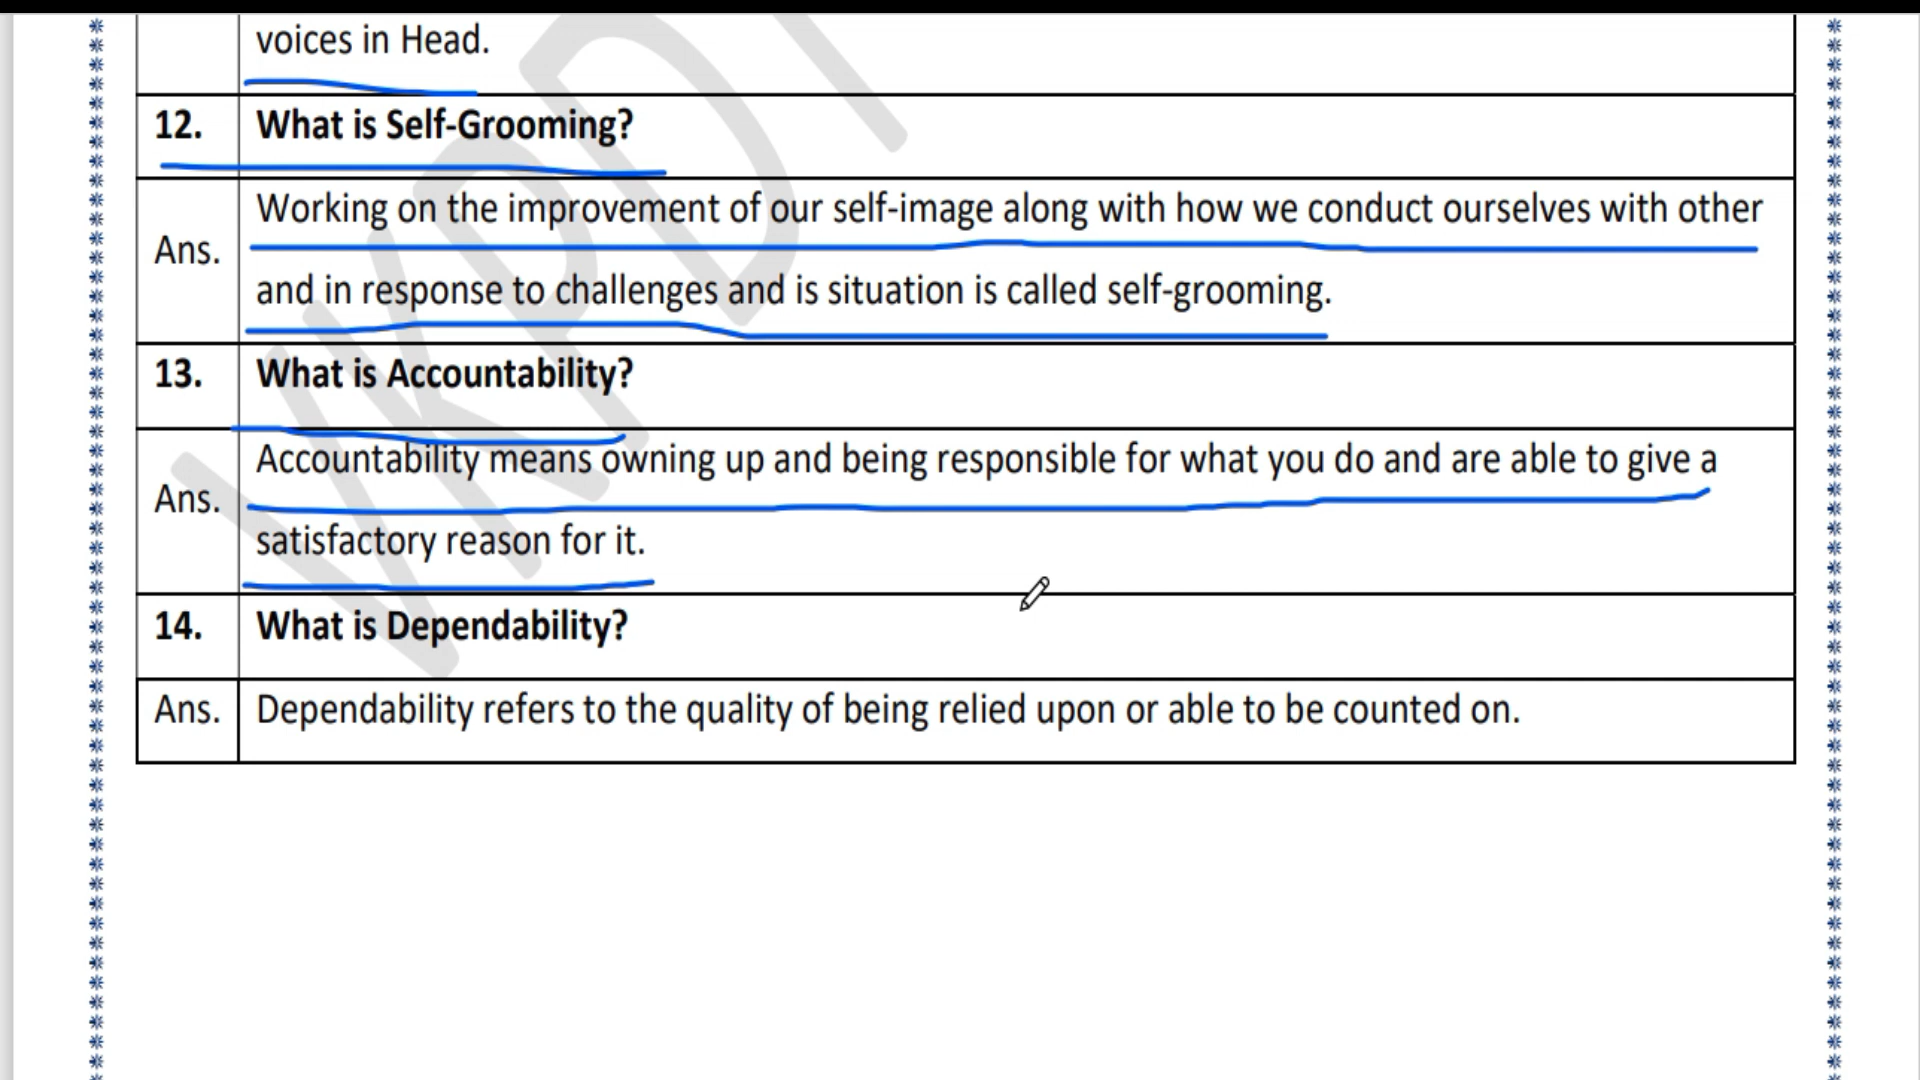 voices in Head.
12. What is Self-Grooming?
Working on the improvement of our self-image along with how we conduct ourselves with other
Ans.
and in response to challenges and is situation is called self-grooming.
13. What is Accountability?
Accountability means owning up and being responsible for what you do and are able to give a
Ans.
satisfactory reason for it.
14. What is Dependability?
Ans. Dependability refers to the quality of being relied upon or able to be counted on.